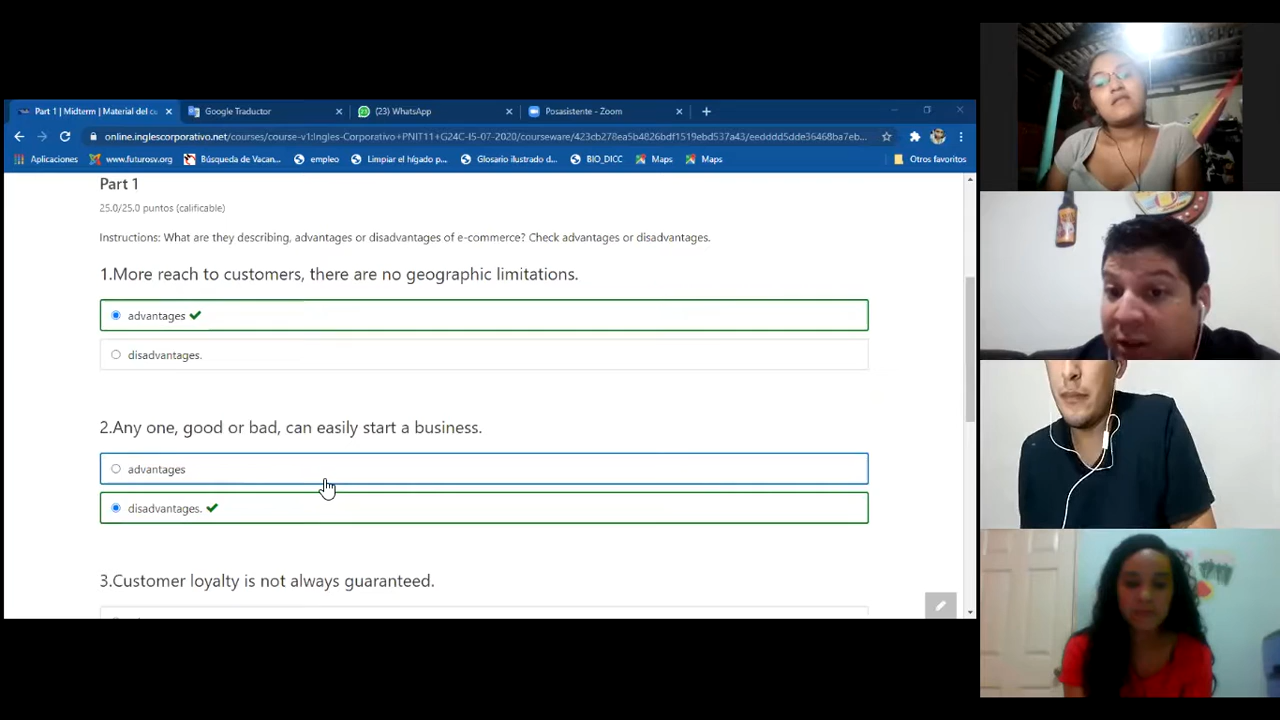 Part 1 | Midterm | Material del cu
Google Traductor
(23) WhatsApp
Posasistente - Zoom
online.inglescorporativo.net/courses/course-v1:Ingles-Corporativo+PNIT11+G24C-I5-07-2020/courseware/423cb278ea5b4826bdf1519ebd537a43/eedddd5dde36468ba7eb...
Aplicaciones
www.futurosv.org
Búsqueda de Vacan...
empleo
Limpiar el hígado p...
Glosario ilustrado d...
BIO_DICC
Maps
Maps
Otros favoritos
Part 1
25.0/25.0 puntos (calificable)
Instructions: What are they describing, advantages or disadvantages of e-commerce? Check advantages or disadvantages.
1.More reach to customers, there are no geographic limitations.
advantages
disadvantages.
2.Any one, good or bad, can easily start a business.
advantages
disadvantages.
3.Customer loyalty is not always guaranteed.